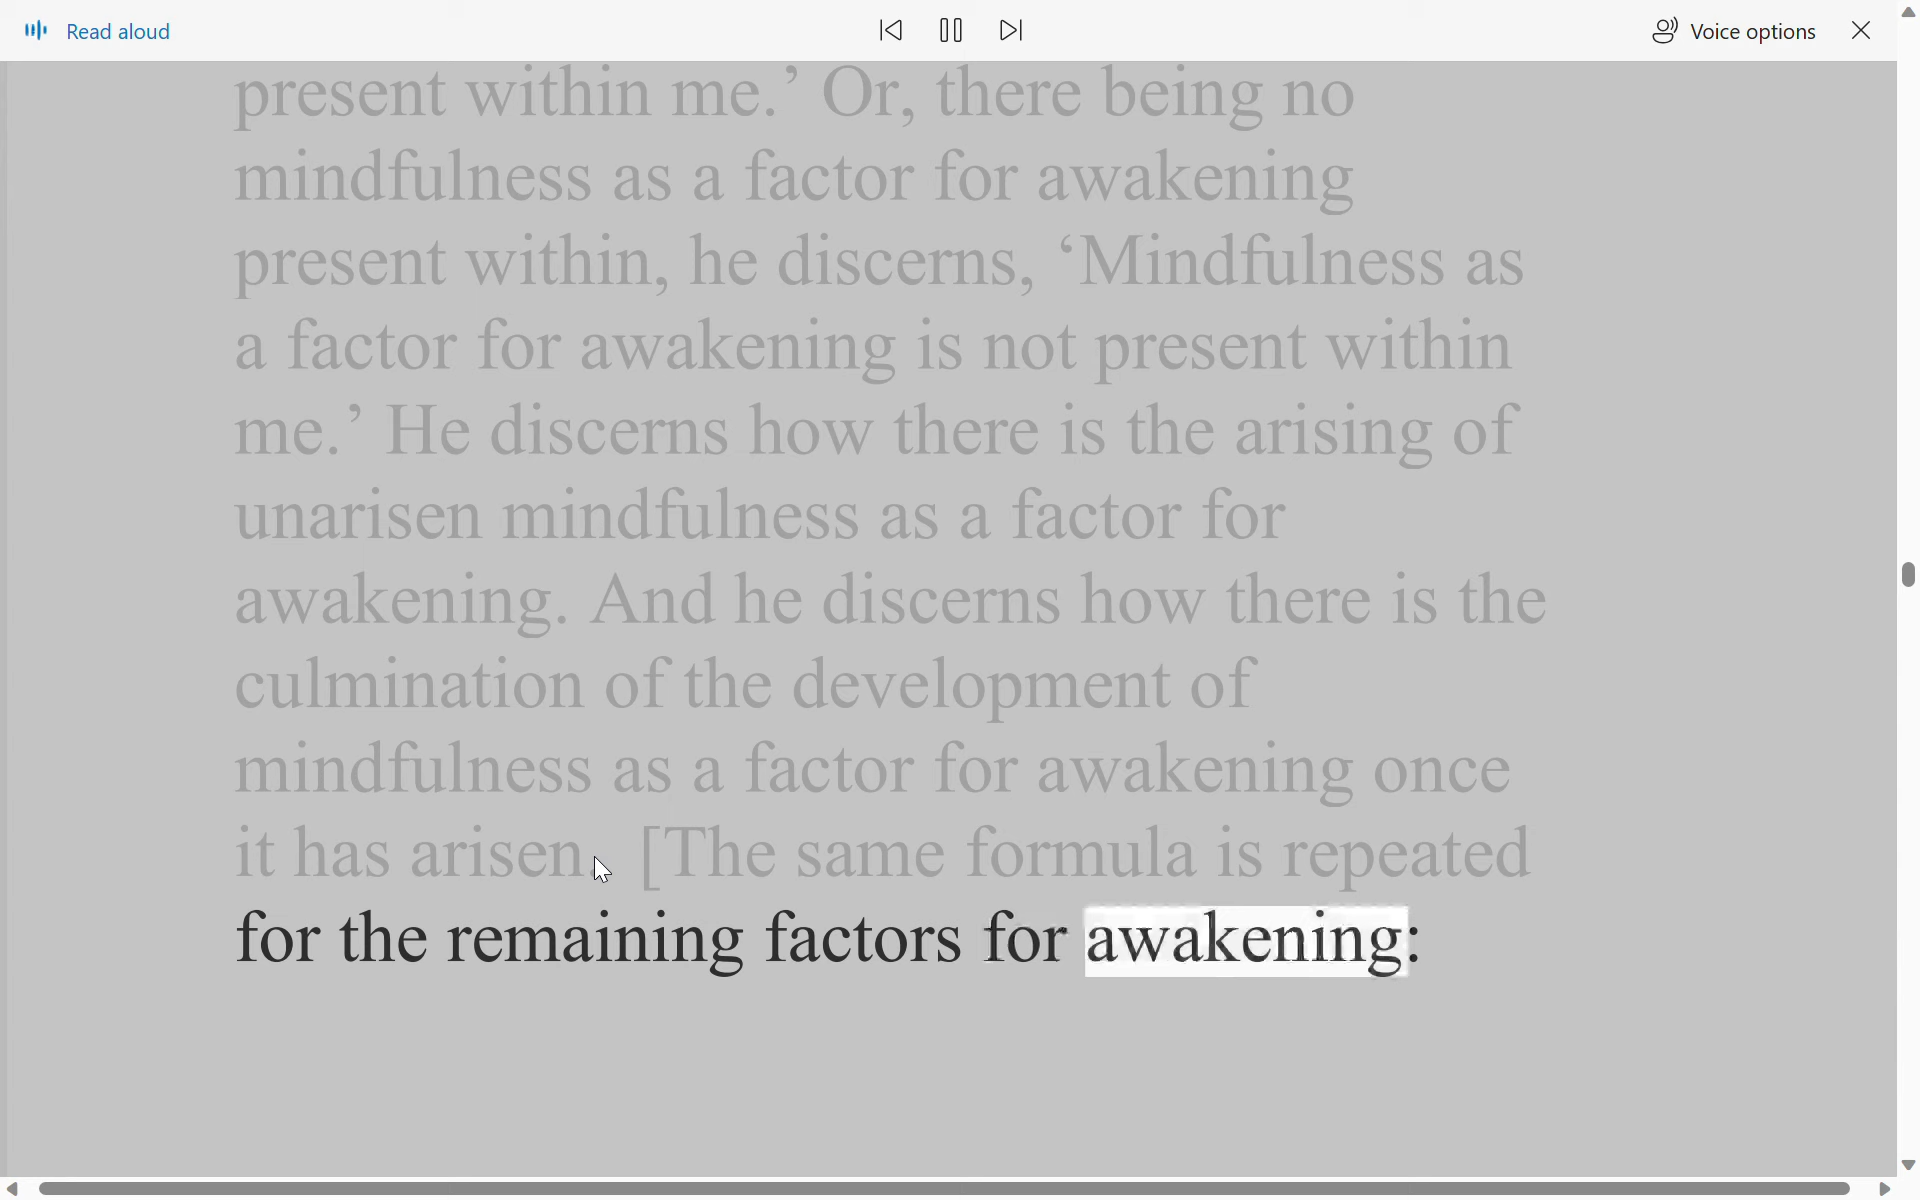 Read aloud
Voice options
present within me.’ Or, there being no
mindfulness as a factor for awakening
present within, he discerns, ‘Mindfulness as
a factor for awakening is not present within
me.’ He discerns how there is the arising of
unarisen mindfulness as a factor for
awakening. And he discerns how there is the
culmination of the development of
mindfulness as a factor for awakening once
it has arisen. [The same formula is repeated
for the remaining factors for awakening: